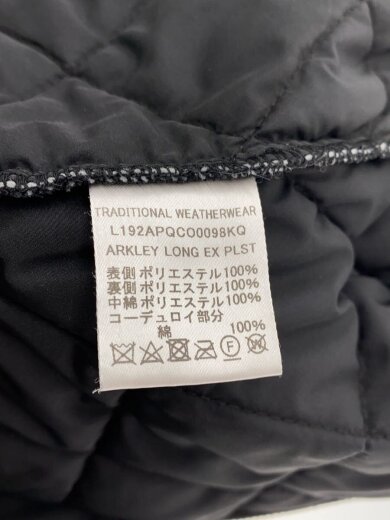 TRADITIONAL WEATHERWEAR
L192APQCO0098KQ
ARKLEY LONG EX PLST
表側 ポリエステル100%
裏側 ポリエステル100%
中綿 ポリエステル100%
コーデュロイ部分
綿 100%
F W